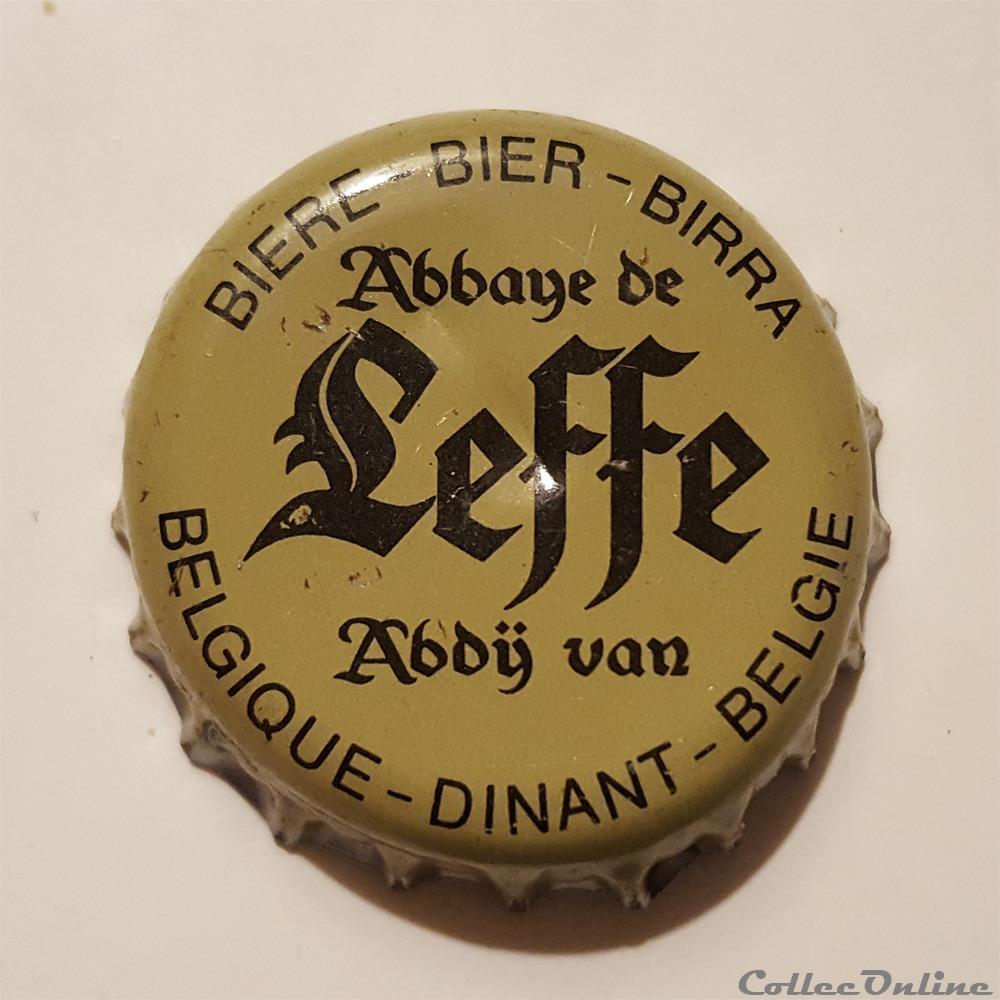 BIERE - BIER - BIRRA
Abbaye de
Leffe
Abdÿ van
BELGIQUE - DINANT - BELGIE
CollecOnline